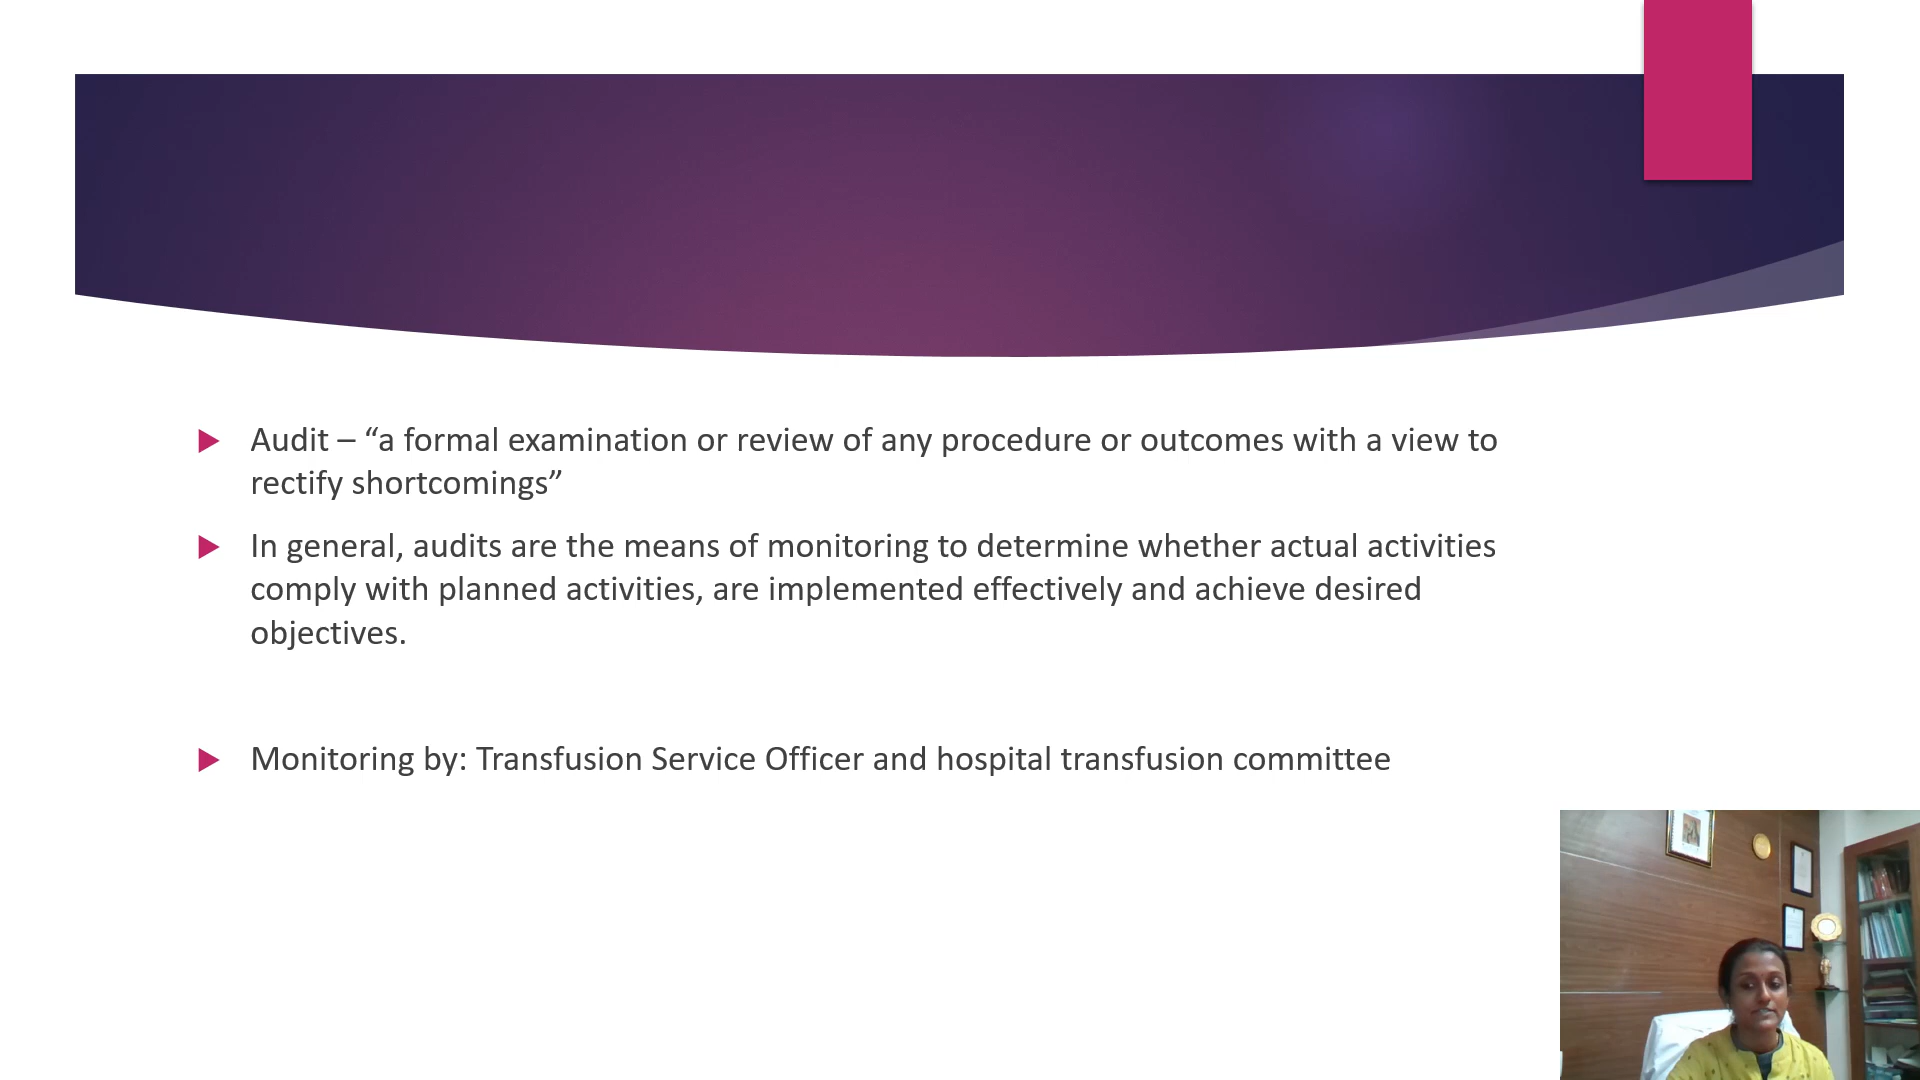 Audit – “a formal examination or review of any procedure or outcomes with a view to
rectify shortcomings”
In general, audits are the means of monitoring to determine whether actual activities
comply with planned activities, are implemented effectively and achieve desired
objectives.
Monitoring by: Transfusion Service Officer and hospital transfusion committee